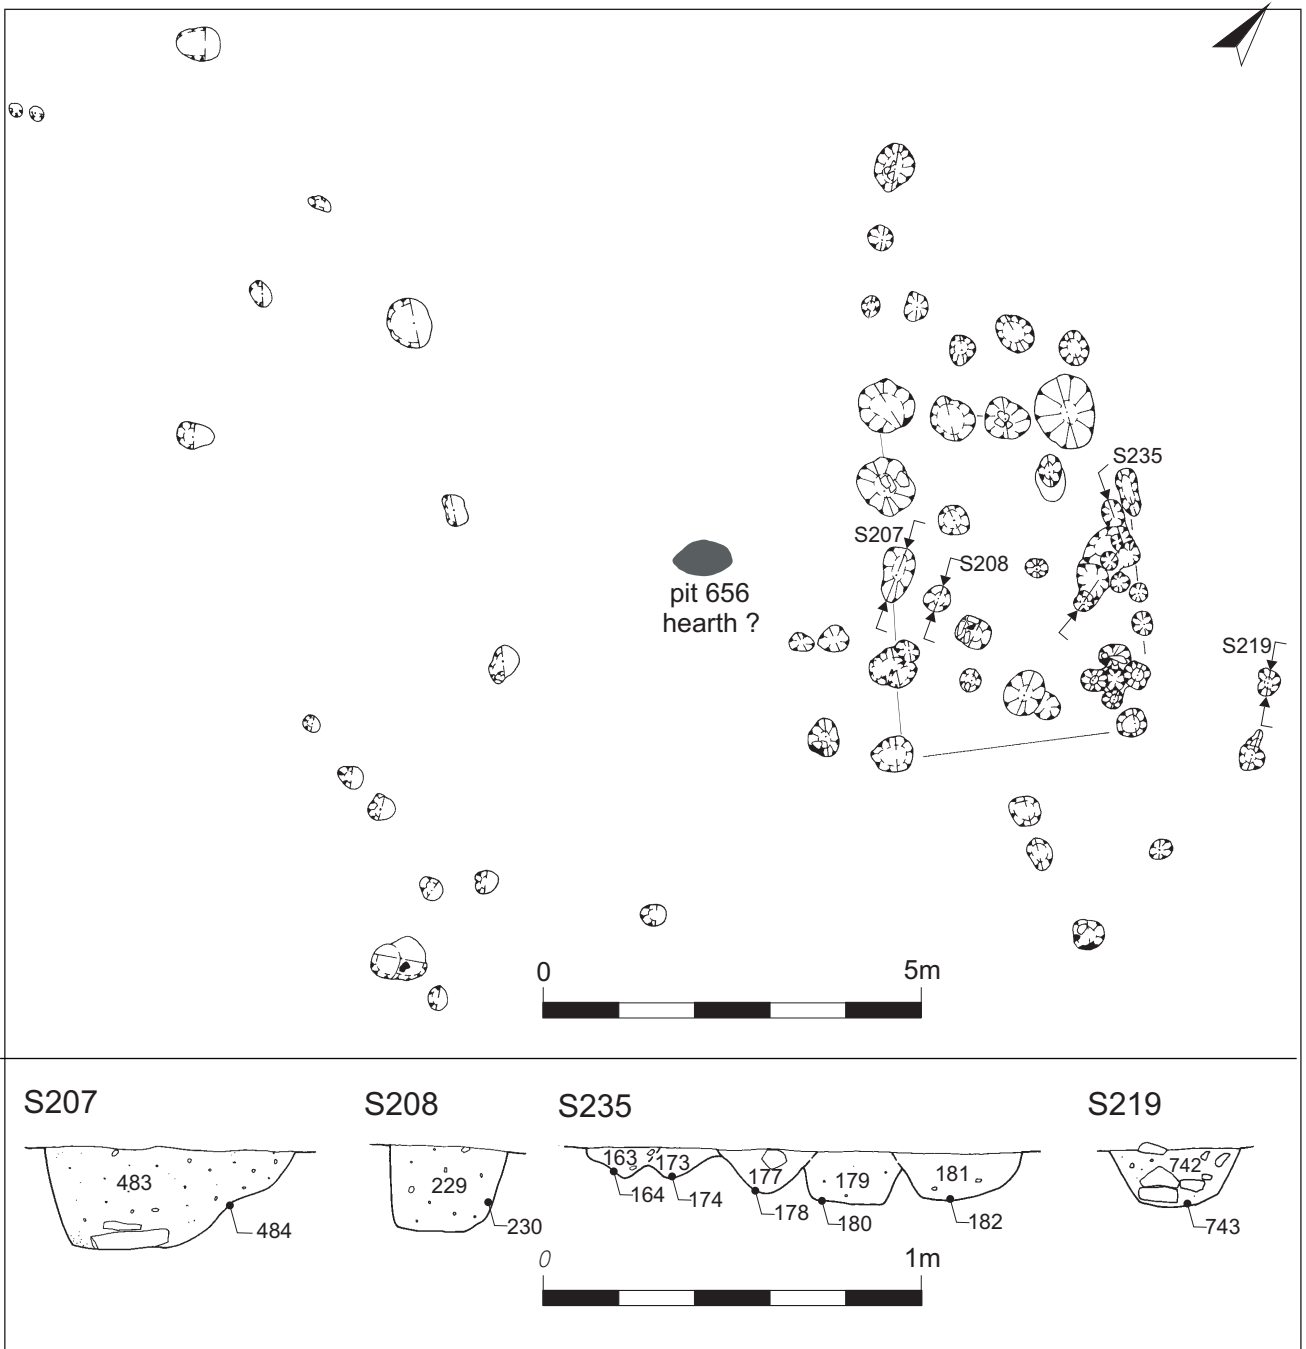 S235
S207
S208
pit 656
hearth ?
S219
0 5m
S207 S208 S235 S219
483
484
229
230
163 173 177 179 181
164 174 178 180 182
742
743
0 1m